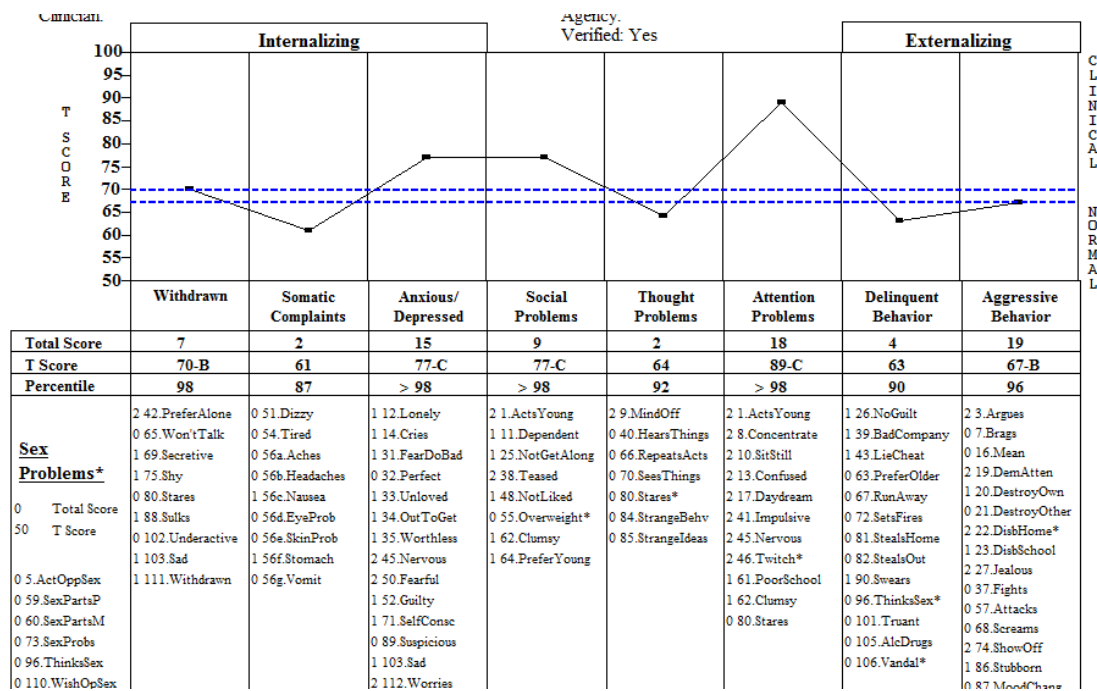 Clinician: Agency:
Verified: Yes
Internalizing Externalizing
100
95
90
85
80
75
70
65
60
55
50
T SCORE
CLINICAL
NORMAL
Withdrawn Somatic Complaints Anxious/ Depressed Social Problems Thought Problems Attention Problems Delinquent Behavior Aggressive Behavior
Total Score 7 2 15 9 2 18 4 19
T Score 70-B 61 77-C 77-C 64 89-C 63 67-B
Percentile 98 87 > 98 > 98 92 > 98 90 96
Sex
Problems*
0 Total Score
50 T Score
0 5.ActOppSex
0 59.SexPartsP
0 60.SexPartsM
0 73.SexProbs
0 96.ThinksSex
0 110.WishOpSex
2 42.PreferAlone
0 65.Won'tTalk
1 69.Secretive
1 75.Shy
0 80.Stares
1 88.Sulks
0 102.Underactive
1 103.Sad
1 111.Withdrawn
0 51.Dizzy
0 54.Tired
0 56a.Aches
0 56b.Headaches
1 56c.Nausea
0 56d.EyeProb
0 56e.SkinProb
1 56f.Stomach
0 56g.Vomit
1 12.Lonely
1 14.Cries
1 31.FearDoBad
0 32.Perfect
1 33.Unloved
1 34.OutToGet
1 35.Worthless
2 45.Nervous
2 50.Fearful
1 52.Guilty
1 71.SelfConsc
0 89.Suspicious
1 103.Sad
2 112.Worries
2 1.ActsYoung
1 11.Dependent
1 25.NotGetAlong
2 38.Teased
1 48.NotLiked
0 55.Overweight*
1 62.Clumsy
1 64.PreferYoung
2 9.MindOff
0 40.HearsThings
0 66.RepeatsActs
0 70.SeesThings
0 80.Stares*
0 84.StrangeBehv
0 85.StrangeIdeas
2 1.ActsYoung
2 8.Concentrate
2 10.SitStill
2 13.Confused
2 17.Daydream
2 41.Impulsive
2 45.Nervous
2 46.Twitch*
1 61.PoorSchool
1 62.Clumsy
0 80.Stares
1 26.NoGuilt
1 39.BadCompany
1 43.LieCheat
0 63.PreferOlder
0 67.RunAway
0 72.SetsFires
0 81.StealsHome
0 82.StealsOut
1 90.Swears
0 96.ThinksSex*
0 101.Truant
0 105.AlcDrugs
0 106.Vandal*
2 3.Argues
0 7.Brags
0 16.Mean
2 19.DemAtten
1 20.DestroyOwn
0 21.DestroyOther
2 22.DisbHome*
1 23.DisbSchool
2 27.Jealous
0 37.Fights
0 57.Attacks
0 68.Screams
2 74.ShowOff
1 86.Stubborn
0 87.MoodChang